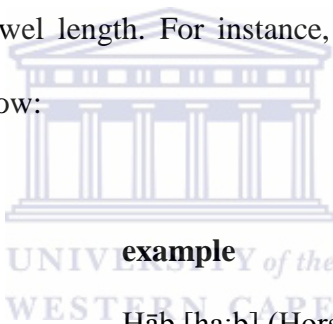 wel length. For instance,
ow:
example
UNIVERSITY of the
WESTERN CAPE
Hāb [ha:b] (Hors